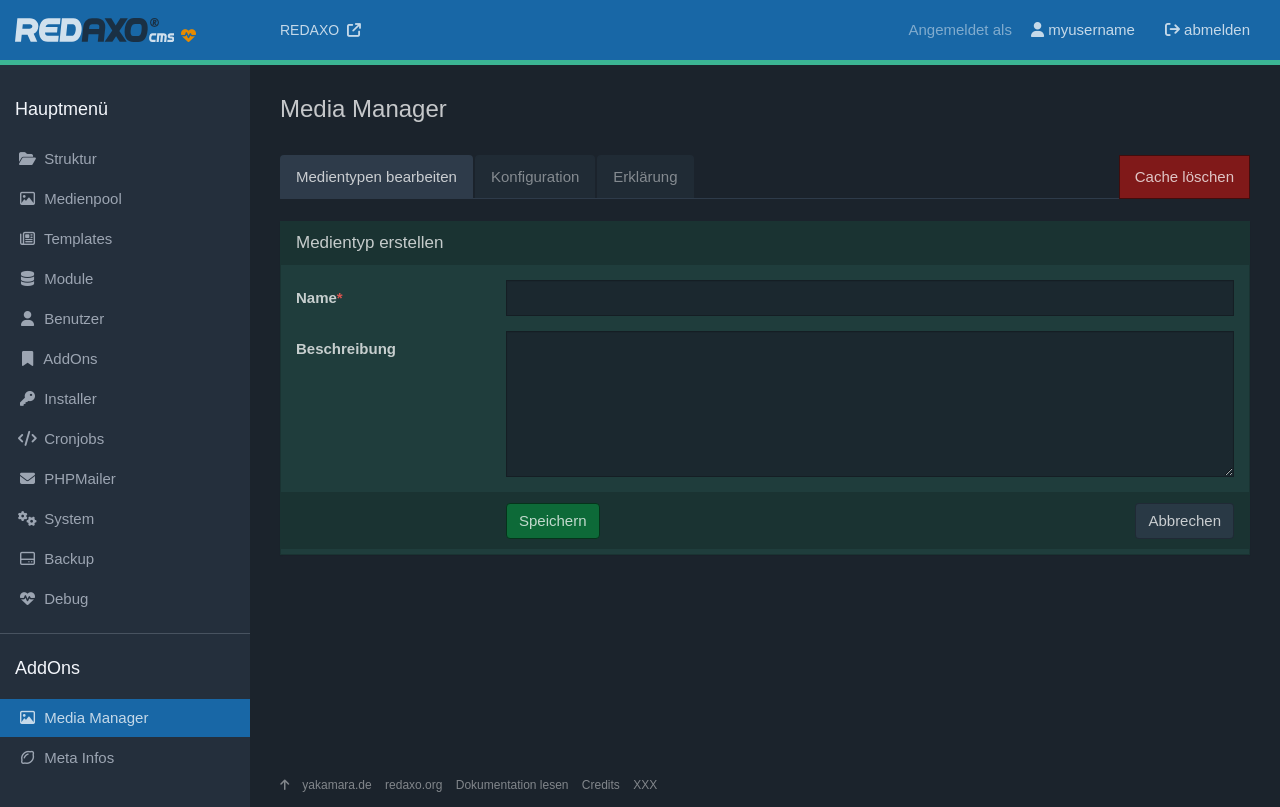 REDAXO® cms
REDAXO
Angemeldet als myusername abmelden
Hauptmenü
Struktur
Medienpool
Templates
Module
Benutzer
AddOns
Installer
Cronjobs
PHPMailer
System
Backup
Debug
AddOns
Media Manager
Meta Infos
Media Manager
Medientypen bearbeiten Konfiguration Erklärung Cache löschen
Medientyp erstellen
Name*
Beschreibung
Speichern Abbrechen
yakamara.de redaxo.org Dokumentation lesen Credits XXX